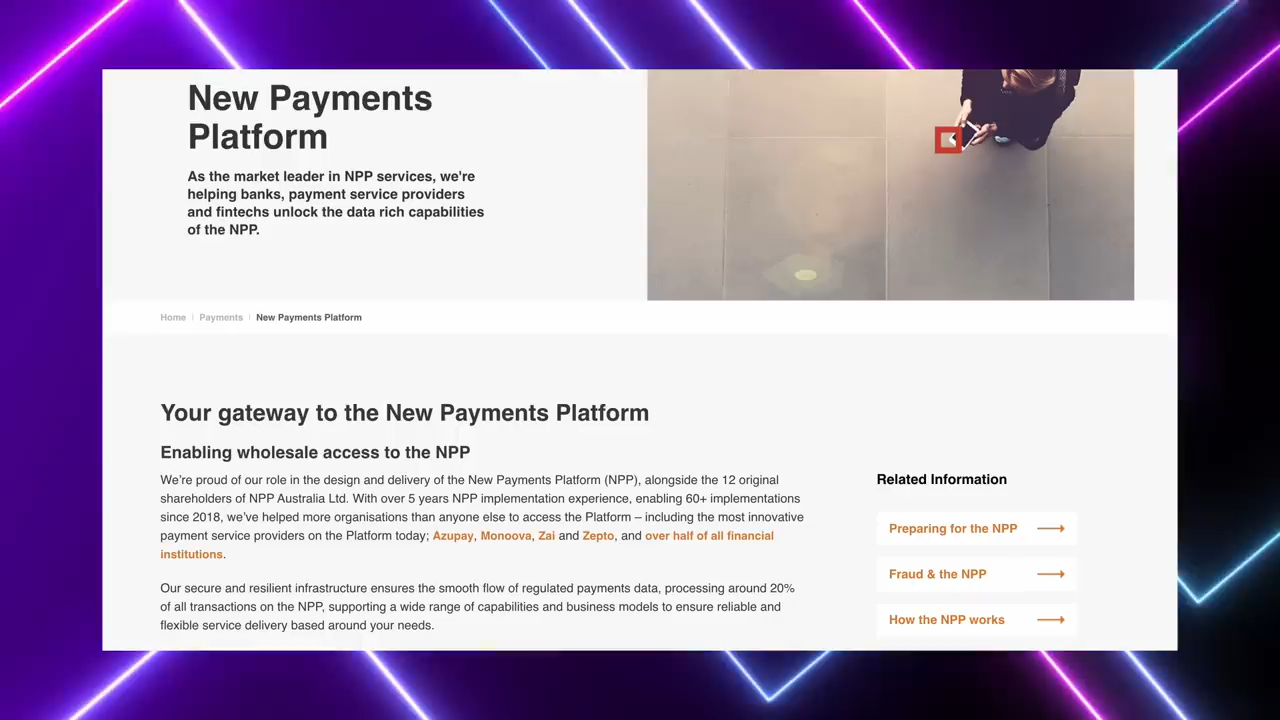 New Payments
Platform
As the market leader in NPP services, we're
helping banks, payment service providers
and fintechs unlock the data rich capabilities
of the NPP.
Home | Payments | New Payments Platform
Your gateway to the New Payments Platform
Enabling wholesale access to the NPP
We’re proud of our role in the design and delivery of the New Payments Platform (NPP), alongside the 12 original
shareholders of NPP Australia Ltd. With over 5 years NPP implementation experience, enabling 60+ implementations
since 2018, we’ve helped more organisations than anyone else to access the Platform – including the most innovative
payment service providers on the Platform today; Azupay, Monoova, Zai and Zepto, and over half of all financial
institutions.
Our secure and resilient infrastructure ensures the smooth flow of regulated payments data, processing around 20%
of all transactions on the NPP, supporting a wide range of capabilities and business models to ensure reliable and
flexible service delivery based around your needs.
Related Information
Preparing for the NPP
Fraud & the NPP
How the NPP works